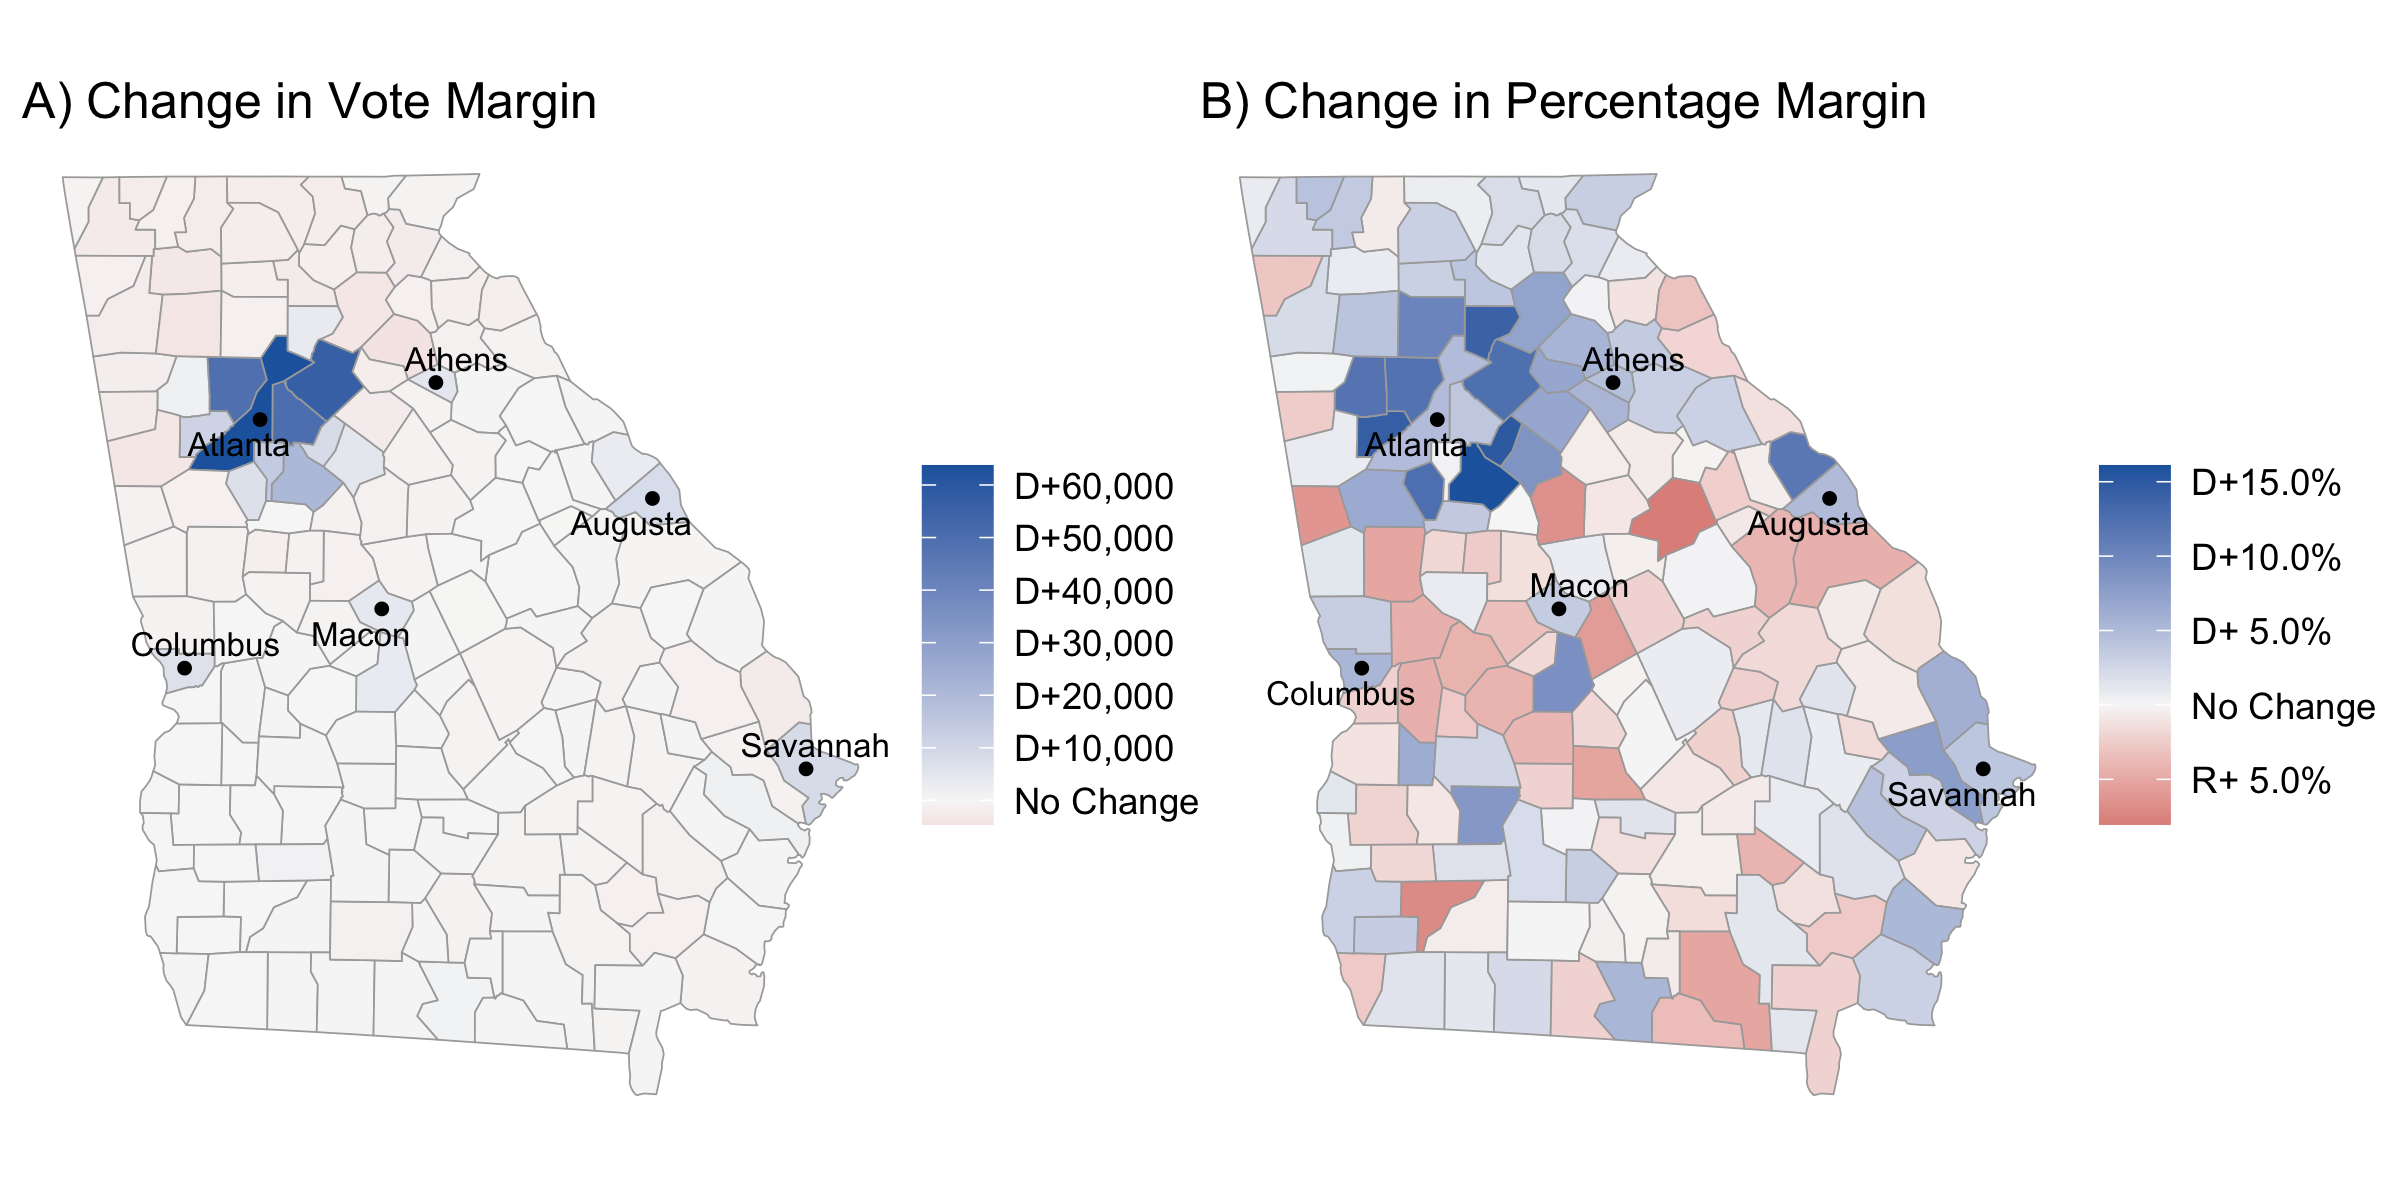 A) Change in Vote Margin
Athens
Atlanta
Augusta
Columbus
Macon
Savannah
D+60,000
D+50,000
D+40,000
D+30,000
D+20,000
D+10,000
No Change
B) Change in Percentage Margin
Athens
Atlanta
Augusta
Macon
Columbus
Savannah
D+15.0%
D+10.0%
D+ 5.0%
No Change
R+ 5.0%